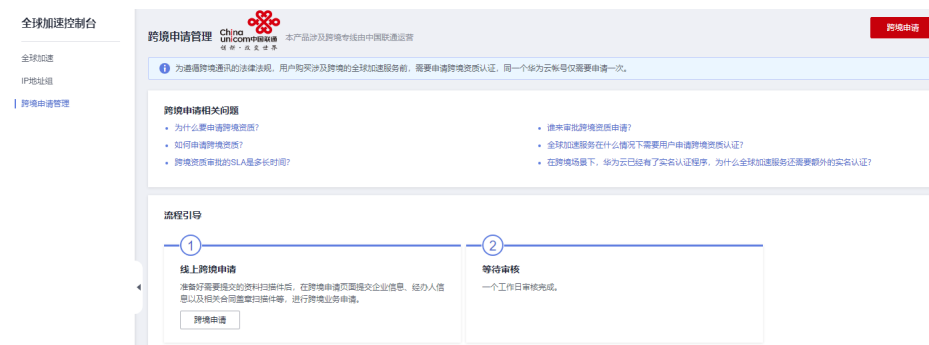 全球加速控制台
全球加速
IP地址组
跨境申请管理
跨境申请管理
China
unicom中国联通
创新·改变世界
本产品涉及跨境专线由中国联通运营
跨境申请
为遵循跨境通讯的法律法规，用户购买涉及跨境的全球加速服务前，需要申请跨境资质认证，同一个华为云帐号仅需要申请一次。
跨境申请相关问题
• 为什么要申请跨境资质?
• 谁来审批跨境资质申请?
• 如何申请跨境资质?
• 全球加速服务在什么情况下需要用户申请跨境资质认证?
• 跨境资质审批的SLA是多长时间?
• 在跨境场景下，华为云已经有了实名认证程序，为什么全球加速服务还需要额外的实名认证?
流程引导
1
2
线上跨境申请
等待审核
准备好需要提交的资料扫描件后，在跨境申请页面提交企业信息、经办人信
一个工作日审核完成。
息以及相关合同盖章扫描件等，进行跨境业务申请。
跨境申请